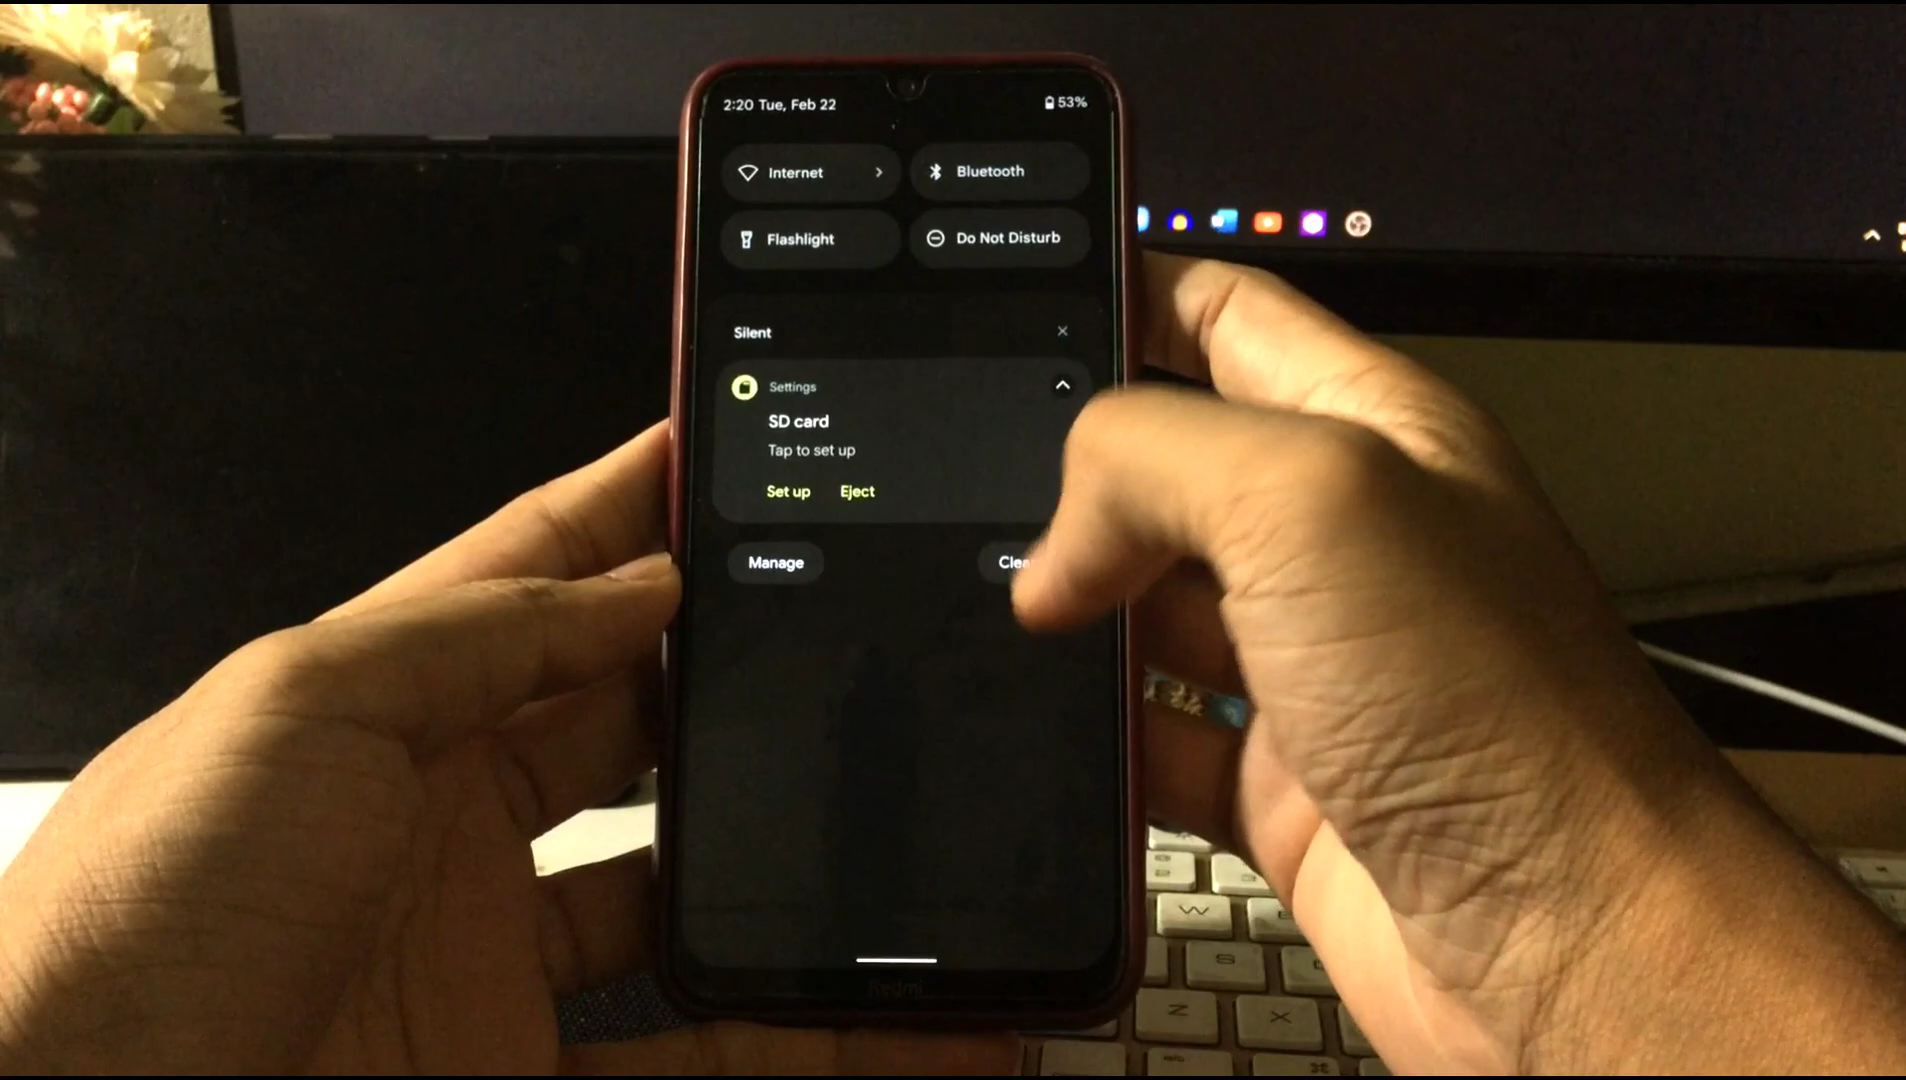 2:20 Tue, Feb 22
53%
Internet
Bluetooth
Flashlight
Do Not Disturb
Silent
Settings
SD card
Tap to set up
Set up
Eject
Manage
Redmi
W
S
Z
X